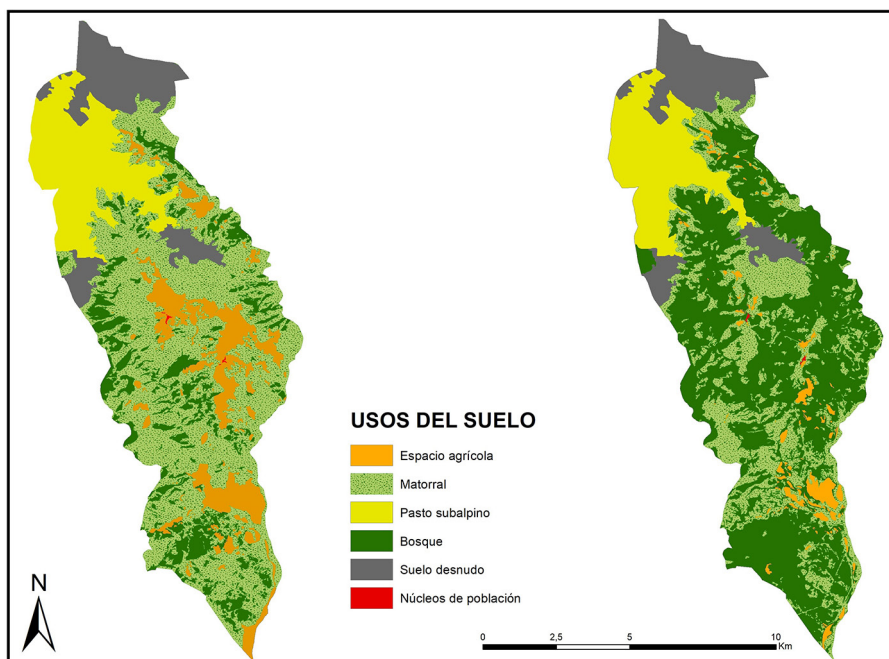 USOS DEL SUELO
Espacio agrícola
Matorral
Pasto subalpino
Bosque
Suelo desnudo
Núcleos de población
N
0 2,5 5 10
Km